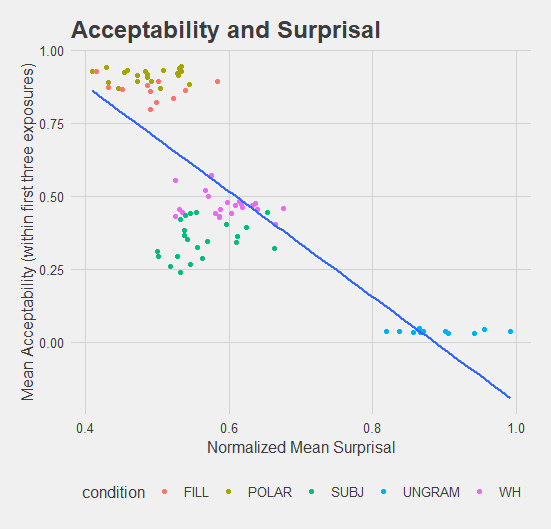 Acceptability and Surprisal
Mean Acceptability (within first three exposures)
1.00
0.75
0.50
0.25
0.00
0.4 0.6 0.8 1.0
Normalized Mean Surprisal
condition FILL POLAR SUBJ UNGRAM WH